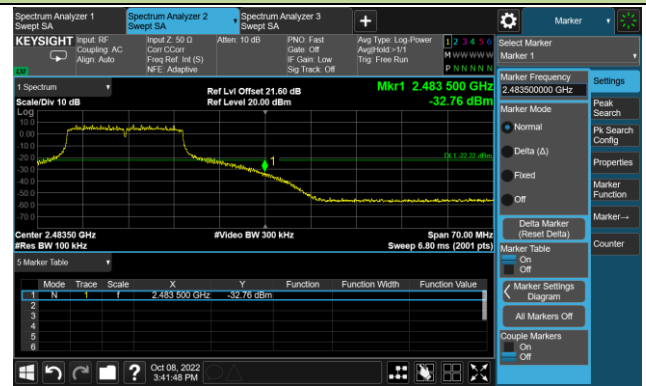 Spectrum Analyzer 1
Swept SA
Spectrum Analyzer 2
Swept SA
Spectrum Analyzer 3
Swept SA
+
Marker
KEYSIGHT
Input: RF
Coupling: AC
Align: Auto
Input Z: 50 Ω
Corr CCorr
Freq Ref: Int (S)
NFE: Adaptive
Atten: 10 dB
PNO: Fast
Gate: Off
IF Gain: Low
Sig Track: Off
Avg Type: Log-Power
Avg|Hold:>1/1
Trig: Free Run
1 2 3 4 5 6
M W W W W W
P N N N N N
Select Marker
Marker 1
1 Spectrum
Scale/Div 10 dB
Ref Lvl Offset 21.60 dB
Ref Level 20.00 dBm
Mkr1 2.483 500 GHz
-32.76 dBm
Log
10.0
0.00
-10.0
-20.0
-30.0
-40.0
-50.0
-60.0
-70.0
1
DL1 -22.22 dBm
Center 2.48350 GHz
#Res BW 100 kHz
#Video BW 300 kHz
Span 70.00 MHz
Sweep 6.80 ms (2001 pts)
5 Marker Table
Mode Trace Scale X Y Function Function Width Function Value
1 N 1 f 2.483 500 GHz -32.76 dBm
2
3
4
5
6
Marker Frequency
2.483500000 GHz
Marker Mode
Normal
Delta (Δ)
Fixed
Off
Delta Marker
(Reset Delta)
Marker Table
On
Off
Marker Settings
Diagram
All Markers Off
Couple Markers
On
Off
Settings
Peak
Search
Pk Search
Config
Properties
Marker
Function
Marker→
Counter
?
Oct 08, 2022
3:41:48 PM